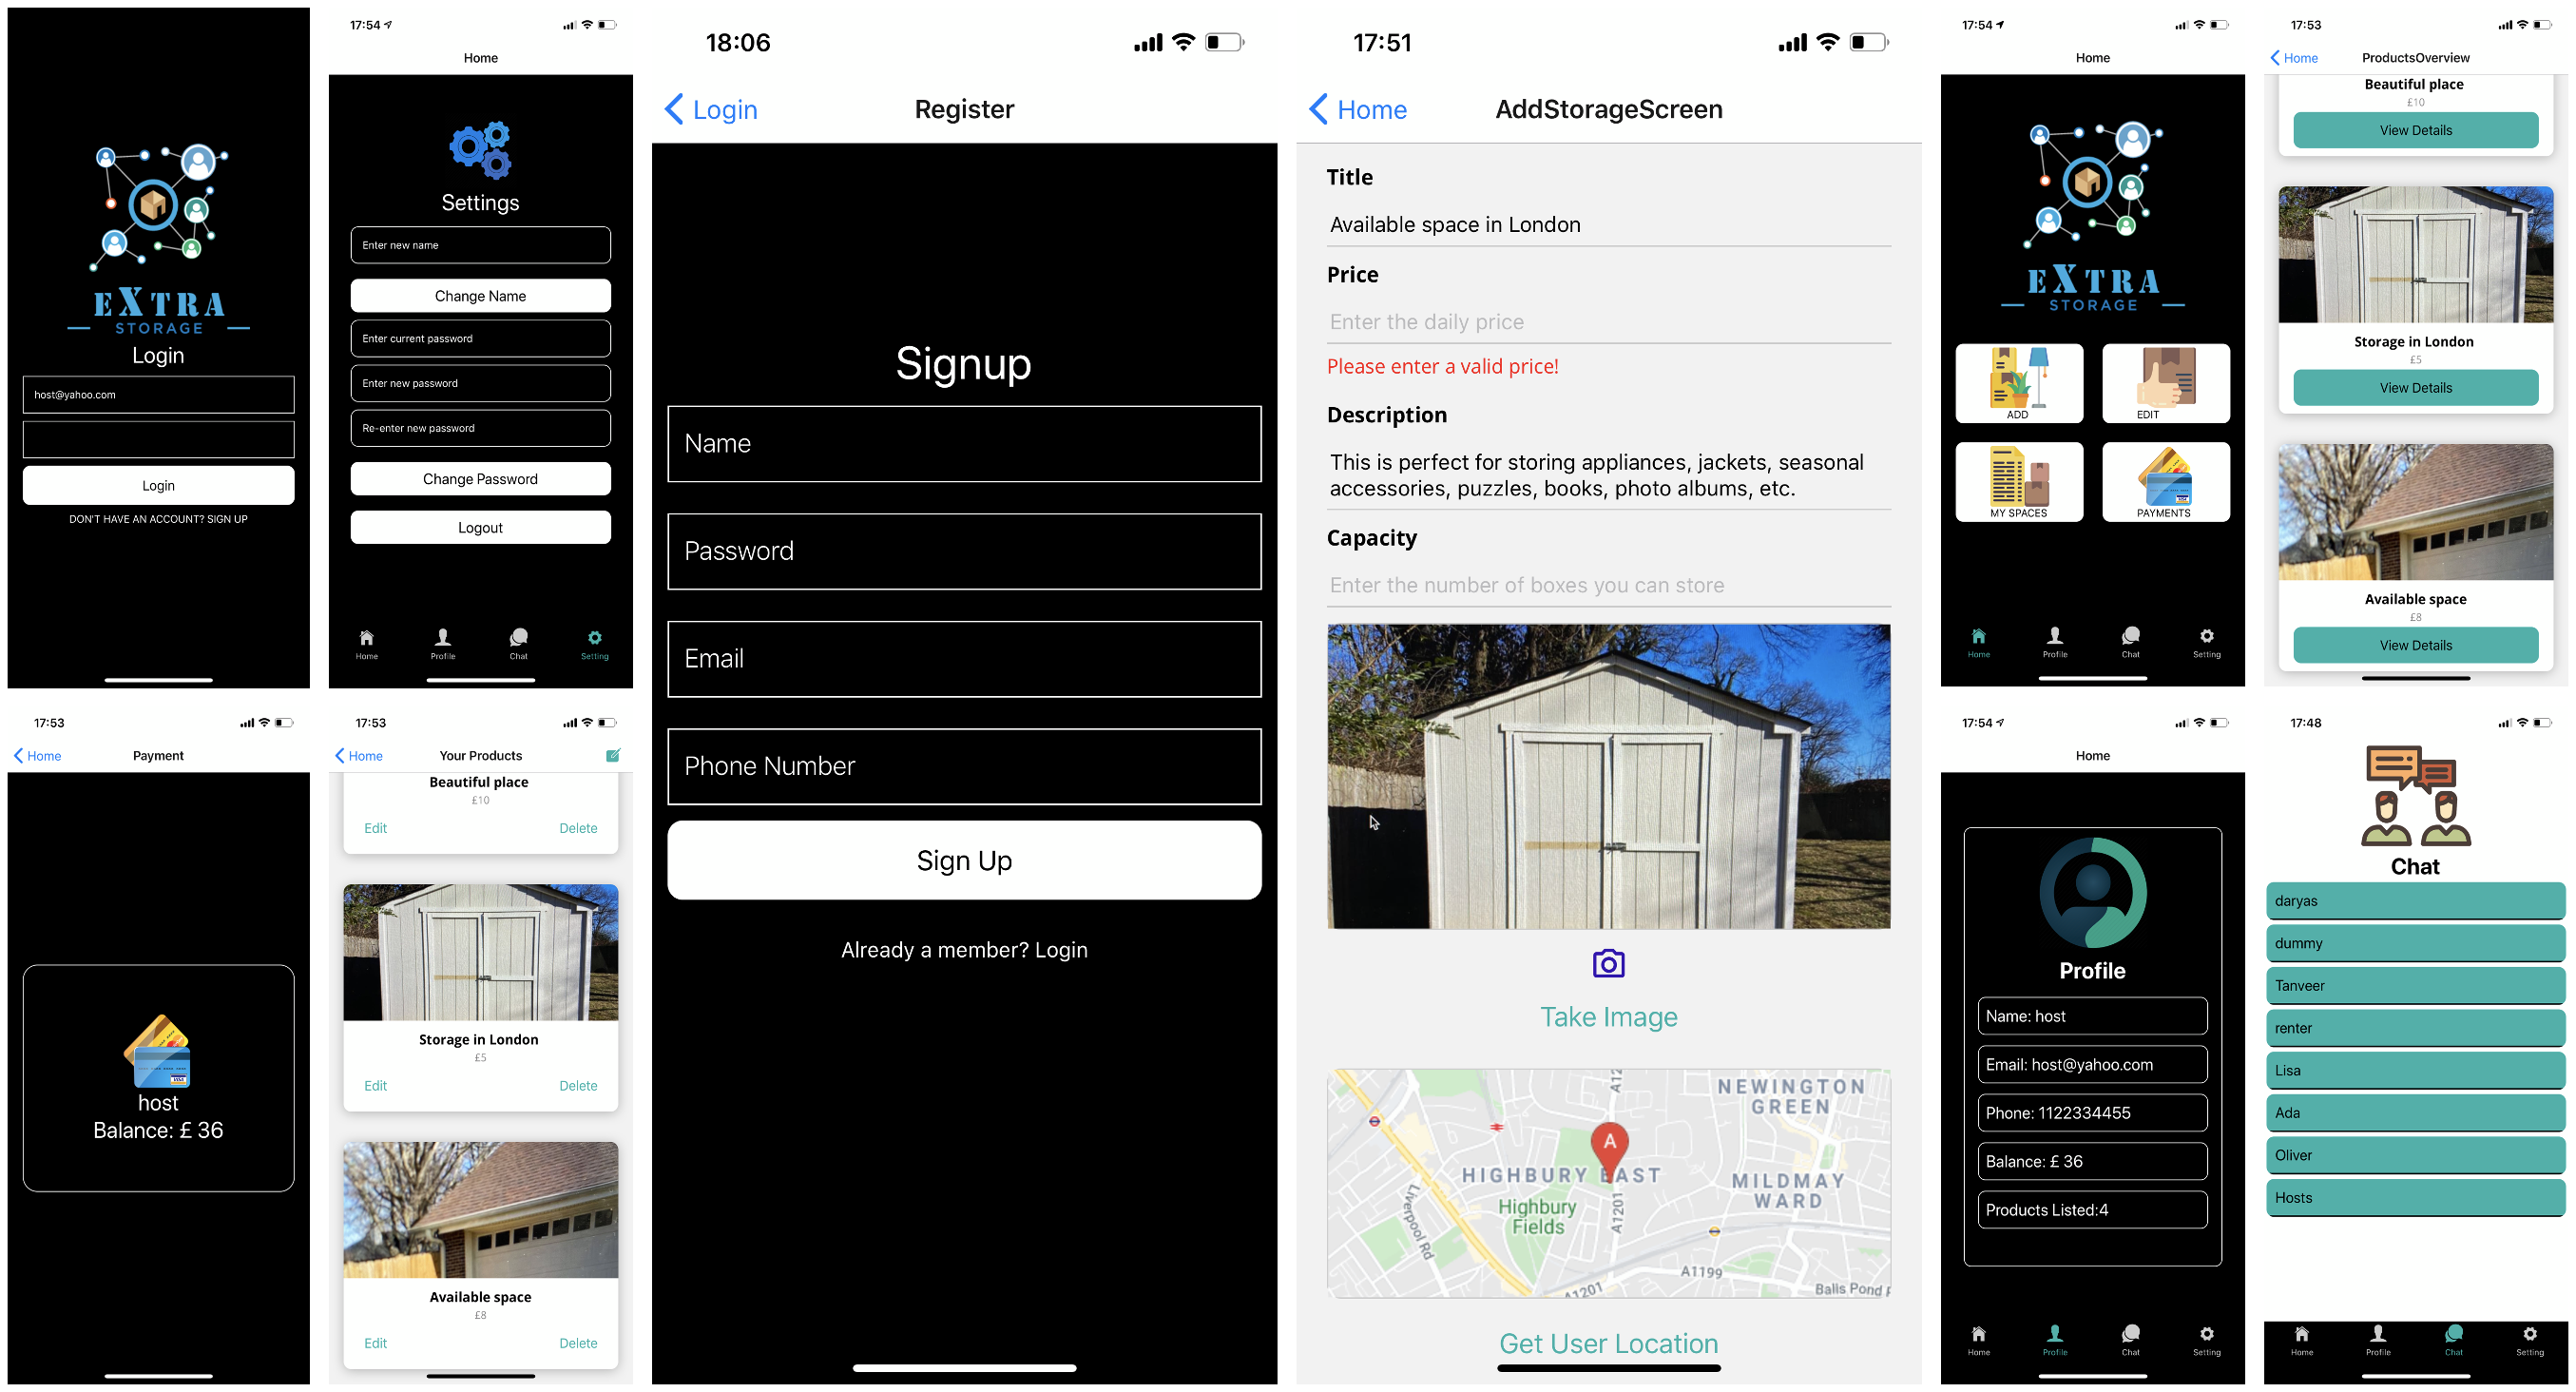 EXTRA
STORAGE
Login
host@yahoo.com
Login
DON'T HAVE AN ACCOUNT? SIGN UP
17:54
Home
Settings
Enter new name
Change Name
Enter current password
Enter new password
Re-enter new password
Change Password
Logout
Home
Profile
Chat
Setting
17:53
Home
Payment
VISA
host
Balance: £ 36
17:53
Home
Your Products
Beautiful place
£10
Edit
Delete
Storage in London
£5
Edit
Delete
Available space
£8
Edit
Delete
18:06
Login
Register
Signup
Name
Password
Email
Phone Number
Sign Up
Already a member? Login
17:51
Home
AddStorageScreen
Title
Available space in London
Price
Enter the daily price
Please enter a valid price!
Description
This is perfect for storing appliances, jackets, seasonal
accessories, puzzles, books, photo albums, etc.
Capacity
Enter the number of boxes you can store
Take Image
A12
NEWINGTON
GREEN
A
HIGHBURY EAST
MILDMAY
WARD
Highbury
Fields
Liverpool Rd
A1201
A1199
A1201
Balls Pond
Get User Location
17:54
Home
EXTRA
STORAGE
ADD
EDIT
MY SPACES
VISA
PAYMENTS
Home
Profile
Chat
Setting
17:53
Home
ProductsOverview
Beautiful place
£10
View Details
Storage in London
£5
View Details
Available space
£8
View Details
17:54
Home
Profile
Name: host
Email: host@yahoo.com
Phone: 1122334455
Balance: £ 36
Products Listed:4
Home
Profile
Chat
Setting
17:48
Chat
daryas
dummy
Tanveer
renter
Lisa
Ada
Oliver
Hosts
Home
Profile
Chat
Setting